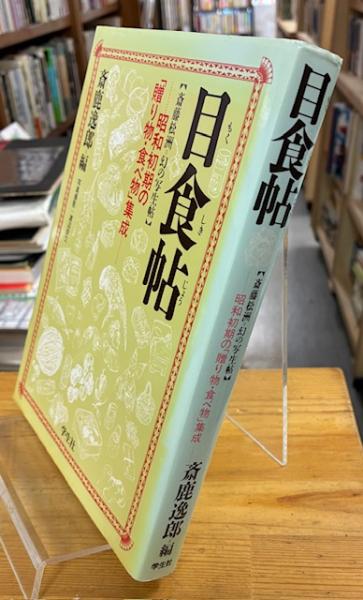 目食帖
もく
しき
じょう
【斎藤松洲 幻の写生帖】
昭和初期の
「贈り物・食べ物」集成
斎鹿逸郎 編
学生社
目食帖
【斎藤松洲 幻の写生帖】
昭和初期の「贈り物・食べ物」集成
斎鹿逸郎・編
学生社